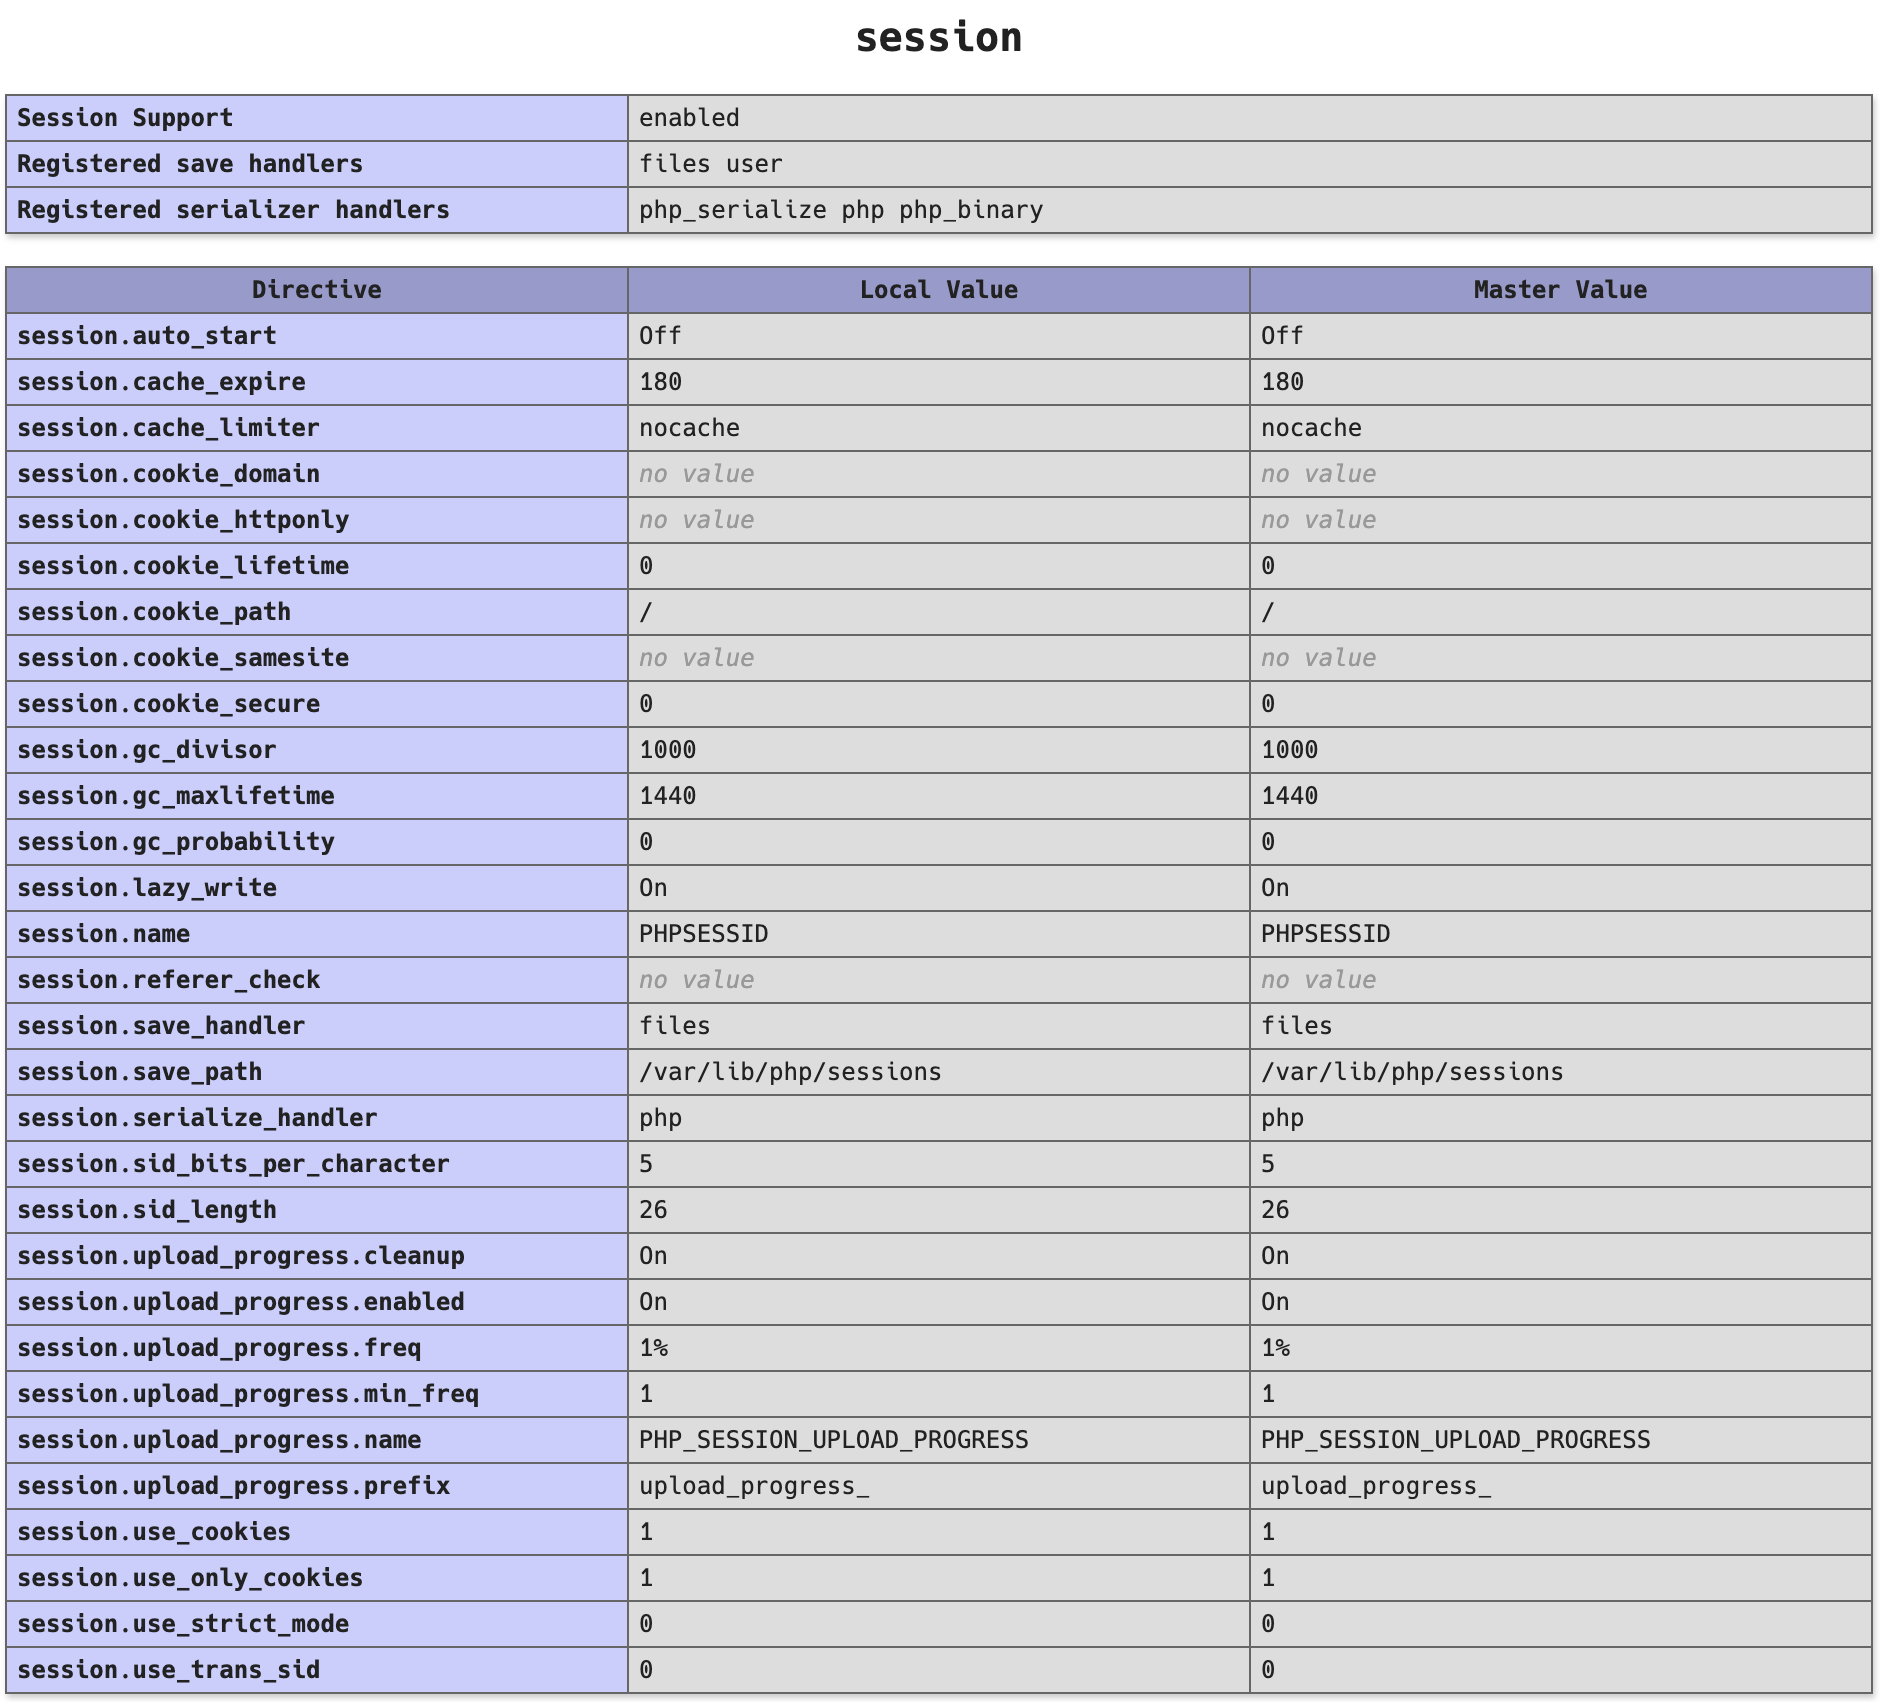 session
Session Support enabled
Registered save handlers files user
Registered serializer handlers php_serialize php php_binary
Directive Local Value Master Value
session.auto_start Off Off
session.cache_expire 180 180
session.cache_limiter nocache nocache
session.cookie_domain no value no value
session.cookie_httponly no value no value
session.cookie_lifetime 0 0
session.cookie_path / /
session.cookie_samesite no value no value
session.cookie_secure 0 0
session.gc_divisor 1000 1000
session.gc_maxlifetime 1440 1440
session.gc_probability 0 0
session.lazy_write On On
session.name PHPSESSID PHPSESSID
session.referer_check no value no value
session.save_handler files files
session.save_path /var/lib/php/sessions /var/lib/php/sessions
session.serialize_handler php php
session.sid_bits_per_character 5 5
session.sid_length 26 26
session.upload_progress.cleanup On On
session.upload_progress.enabled On On
session.upload_progress.freq 1% 1%
session.upload_progress.min_freq 1 1
session.upload_progress.name PHP_SESSION_UPLOAD_PROGRESS PHP_SESSION_UPLOAD_PROGRESS
session.upload_progress.prefix upload_progress_ upload_progress_
session.use_cookies 1 1
session.use_only_cookies 1 1
session.use_strict_mode 0 0
session.use_trans_sid 0 0